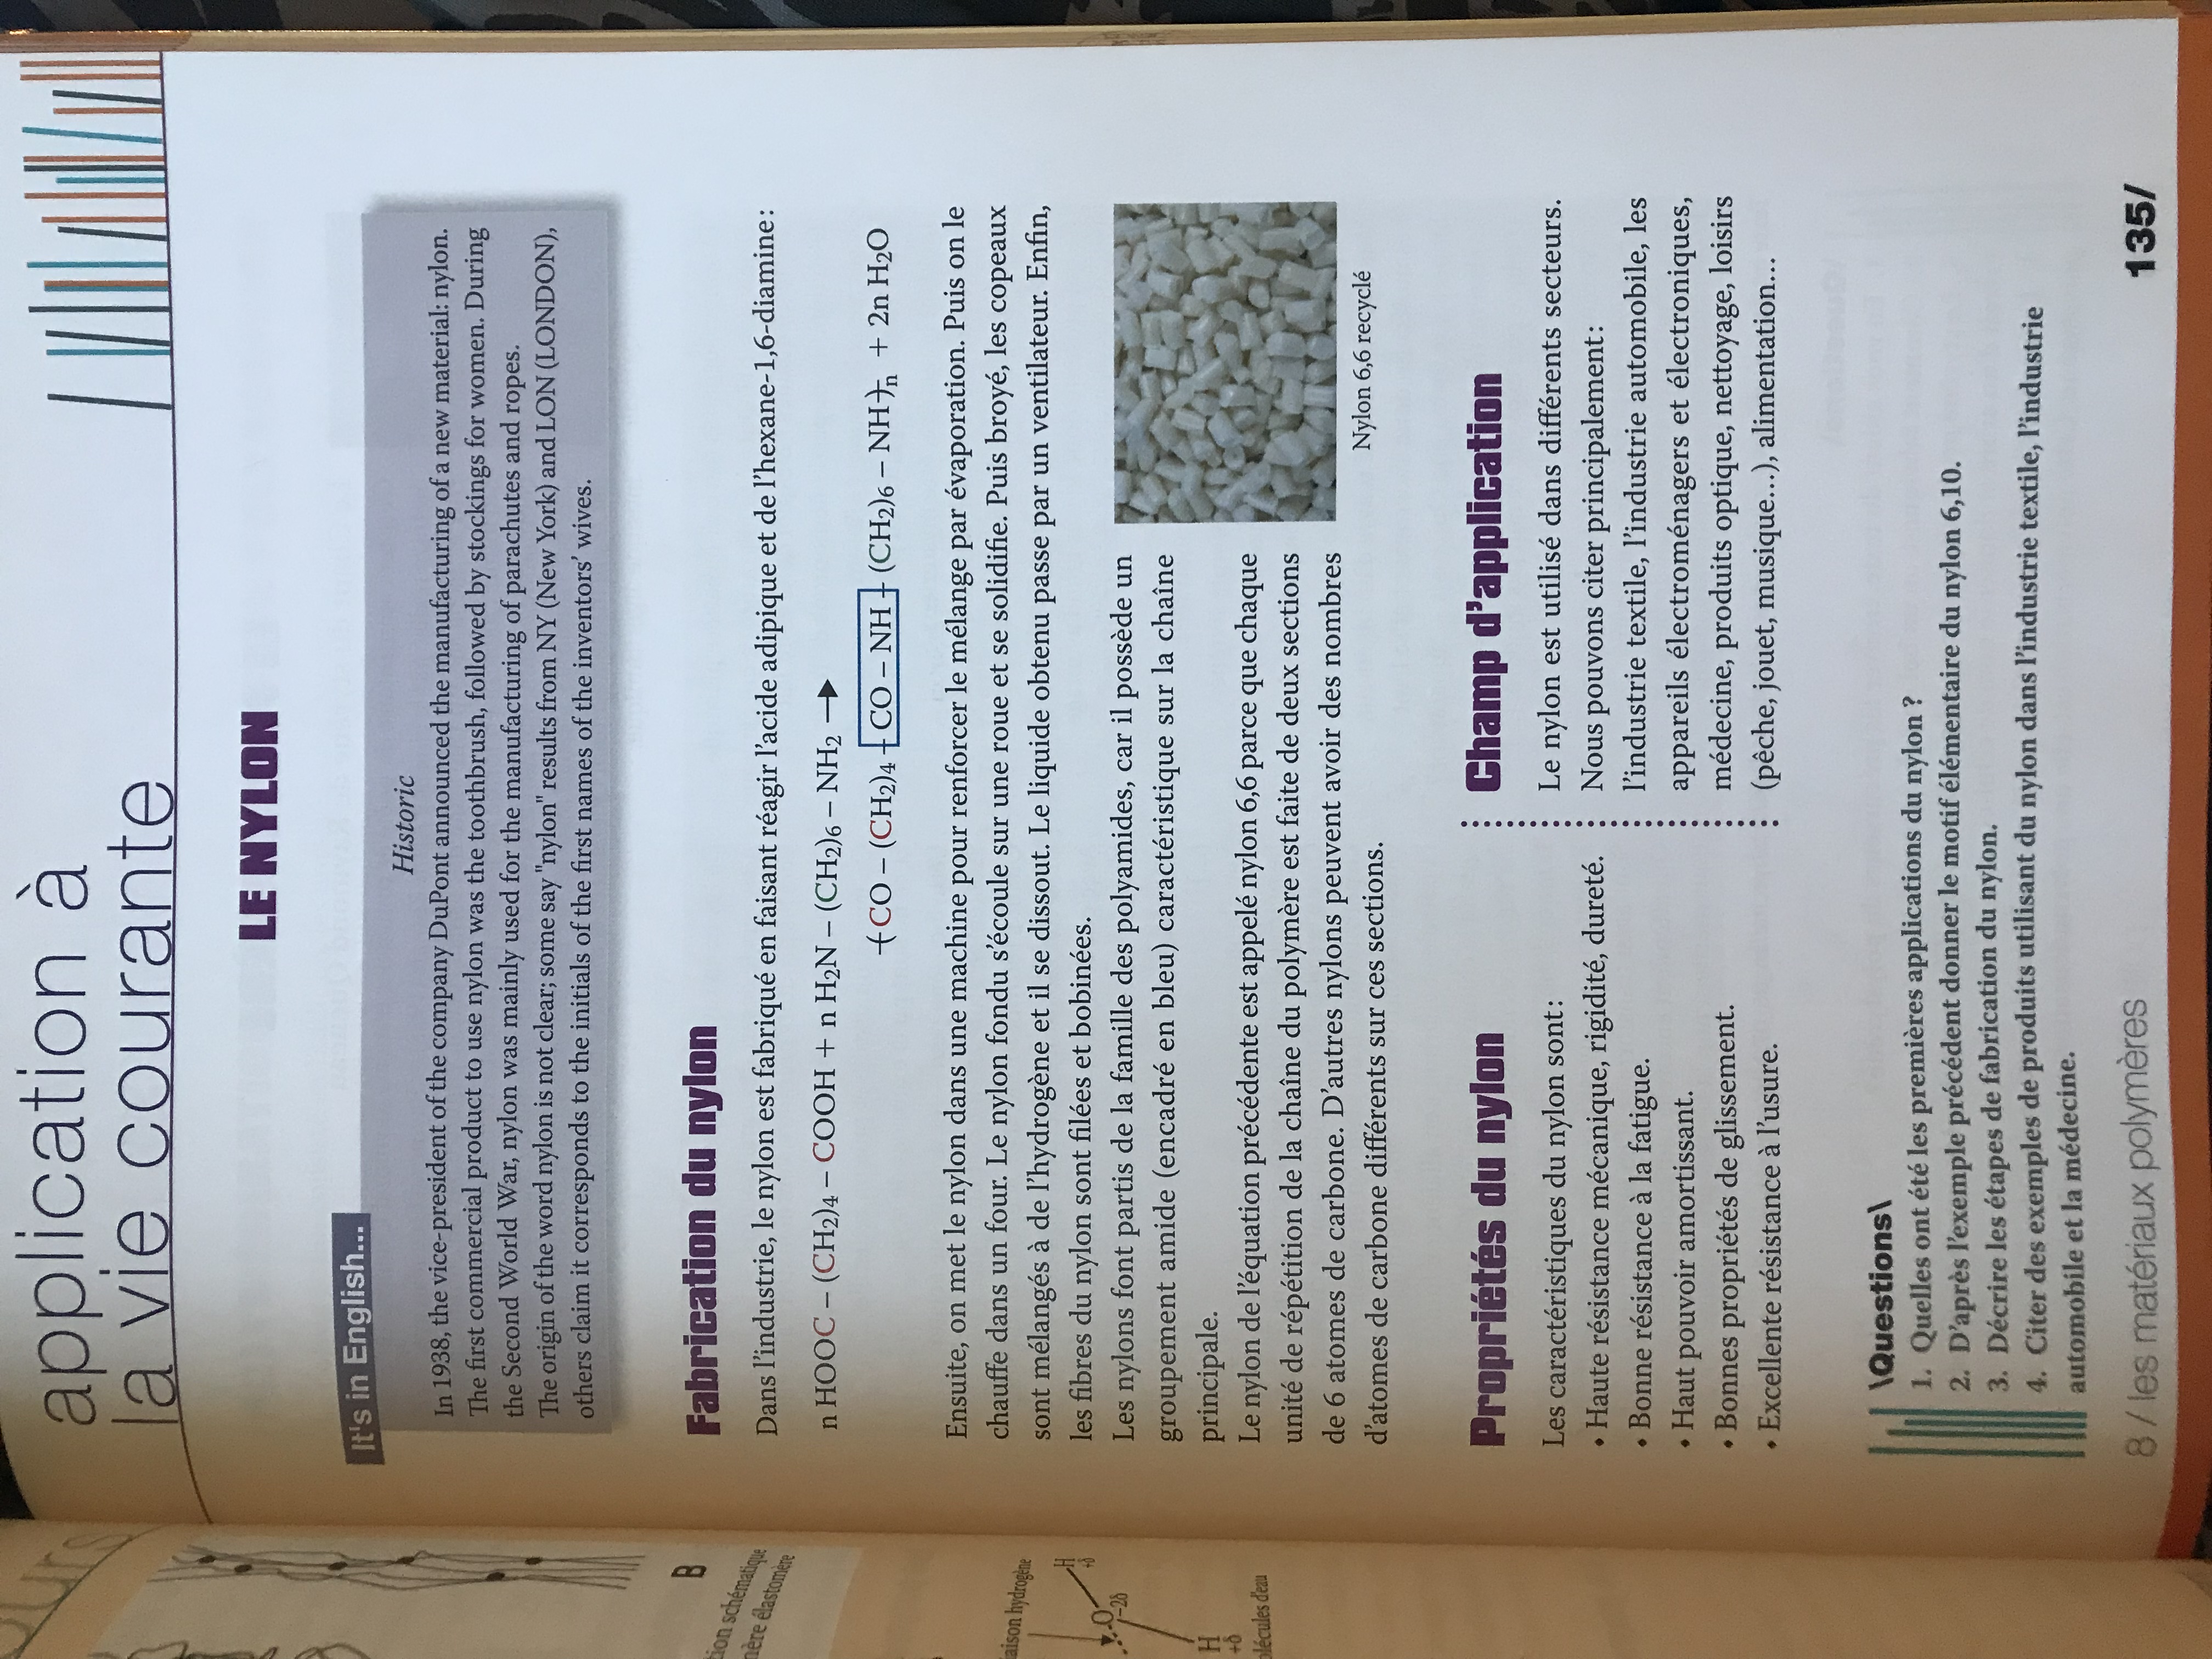 application à
la vie courante
LE NYLON
It's in English...
Historic
In 1938, the vice-president of the company DuPont announced the manufacturing of a new material: nylon.
The first commercial product to use nylon was the toothbrush, followed by stockings for women. During
the Second World War, nylon was mainly used for the manufacturing of parachutes and ropes.
The origin of the word nylon is not clear; some say "nylon" results from NY (New York) and LON (LONDON),
others claim it corresponds to the initials of the first names of the inventors' wives.
Fabrication du nylon
Dans l'industrie, le nylon est fabriqué en faisant réagir l'acide adipique et de l'hexane-1,6-diamine :
n HOOC – (CH₂)₄ – COOH + n H₂N – (CH₂)₆ – NH₂ →
(CO – (CH₂)₄ – CO – NH – (CH₂)₆ – NH)ₙ + 2n H₂O
Ensuite, on met le nylon dans une machine pour renforcer le mélange par évaporation. Puis on le
chauffe dans un four. Le nylon fondu s'écoule sur une roue et se solidifie. Puis broyé, les copeaux
sont mélangés à de l'hydrogène et il se dissout. Le liquide obtenu passe par un ventilateur. Enfin,
les fibres du nylon sont filées et bobinées.
Les nylons font partis de la famille des polyamides, car il possède un
groupement amide (encadré en bleu) caractéristique sur la chaîne
principale.
Le nylon de l'équation précédente est appelé nylon 6,6 parce que chaque
unité de répétition de la chaîne du polymère est faite de deux sections
de 6 atomes de carbone. D'autres nylons peuvent avoir des nombres
d'atomes de carbone différents sur ces sections.
Nylon 6,6 recyclé
Propriétés du nylon
Les caractéristiques du nylon sont :
• Haute résistance mécanique, rigidité, dureté.
• Bonne résistance à la fatigue.
• Haut pouvoir amortissant.
• Bonnes propriétés de glissement.
• Excellente résistance à l'usure.
Champ d'application
Le nylon est utilisé dans différents secteurs.
Nous pouvons citer principalement :
l'industrie textile, l'industrie automobile, les
appareils électroménagers et électroniques,
médecine, produits optique, nettoyage, loisirs
(pêche, jouet, musique...), alimentation...
\Questions\
1. Quelles ont été les premières applications du nylon ?
2. D'après l'exemple précédent donner le motif élémentaire du nylon 6,10.
3. Décrire les étapes de fabrication du nylon.
4. Citer des exemples de produits utilisant du nylon dans l'industrie textile, l'industrie
automobile et la médecine.
8 / les matériaux polymères
135/
B
schématique
élastomère
hydrogène
H
+δ
O
–2δ
H
+δ
d'eau